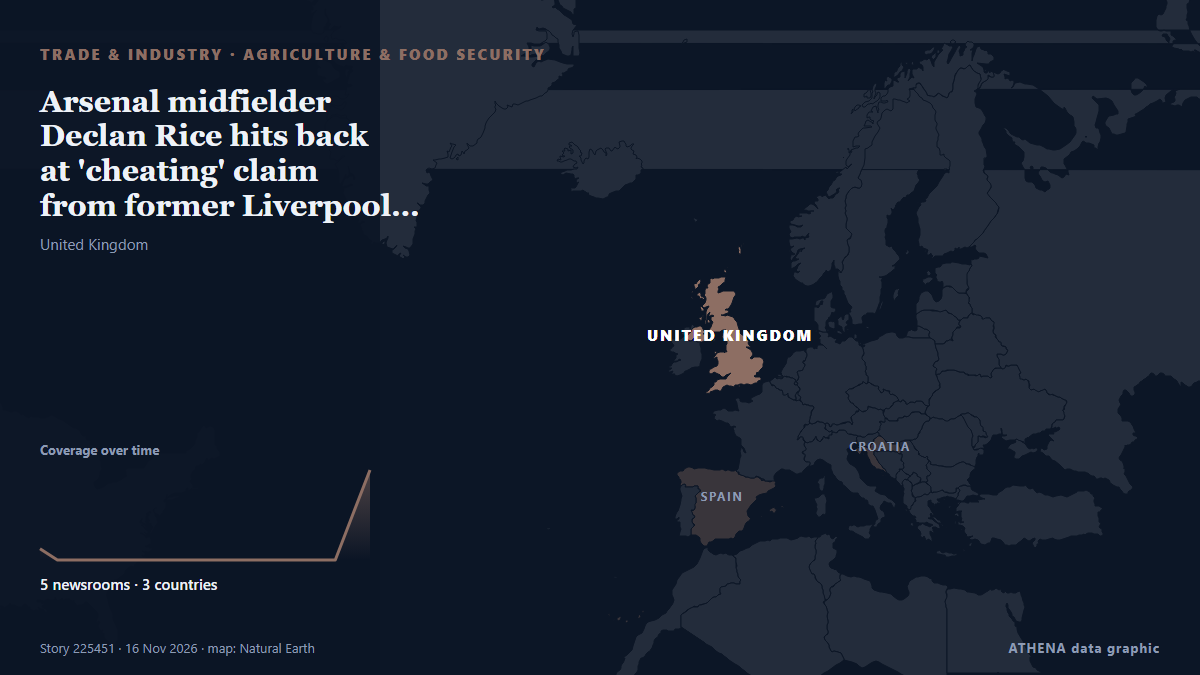 TRADE & INDUSTRY · AGRICULTURE & FOOD SECURITY
Arsenal midfielder
Declan Rice hits back
at 'cheating' claim
from former Liverpool...
United Kingdom
UNITED KINGDOM
CROATIA
SPAIN
Coverage over time
5 newsrooms · 3 countries
Story 225451 · 16 Nov 2026 · map: Natural Earth
ATHENA data graphic